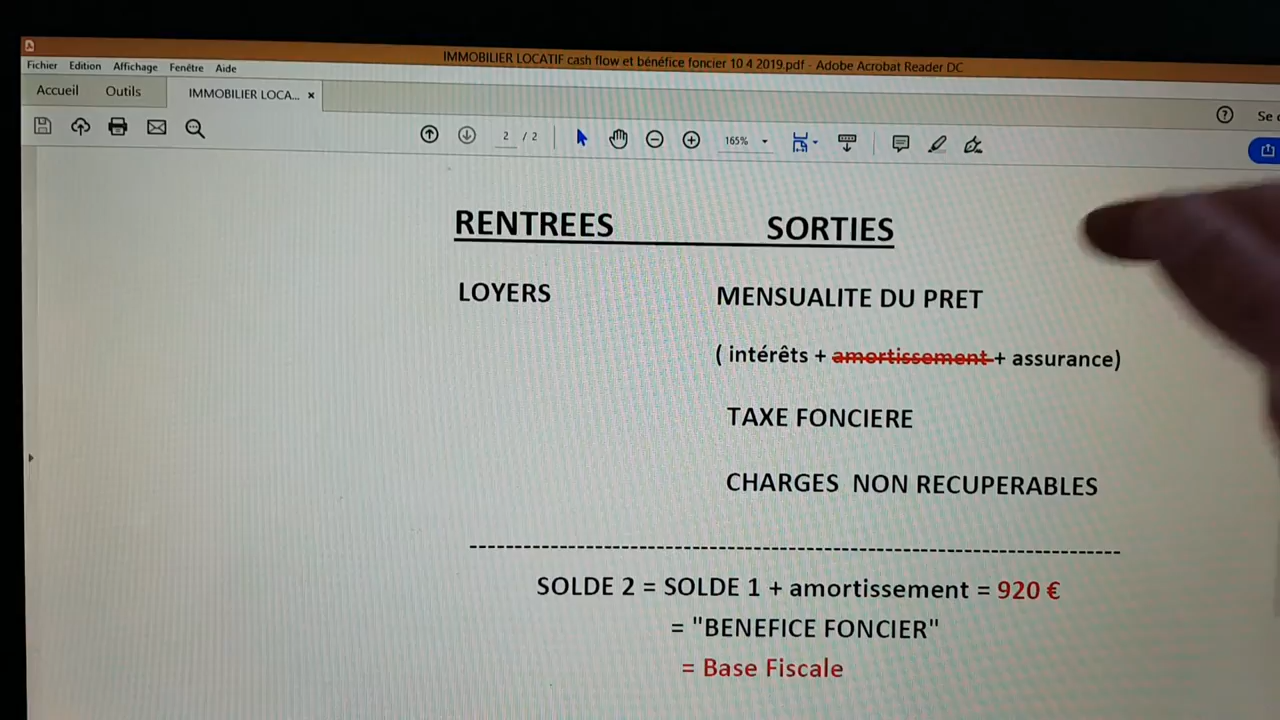 IMMOBILIER LOCATIF cash flow et bénéfice foncier 10 4 2019.pdf - Adobe Acrobat Reader DC
Fichier Edition Affichage Fenêtre Aide
Accueil Outils IMMOBILIER LOCA... × ? Se c
2 / 2 165%
RENTREES SORTIES
LOYERS MENSUALITE DU PRET
( intérêts + amortissement + assurance)
TAXE FONCIERE
CHARGES NON RECUPERABLES
SOLDE 2 = SOLDE 1 + amortissement = 920 €
= "BENEFICE FONCIER"
= Base Fiscale